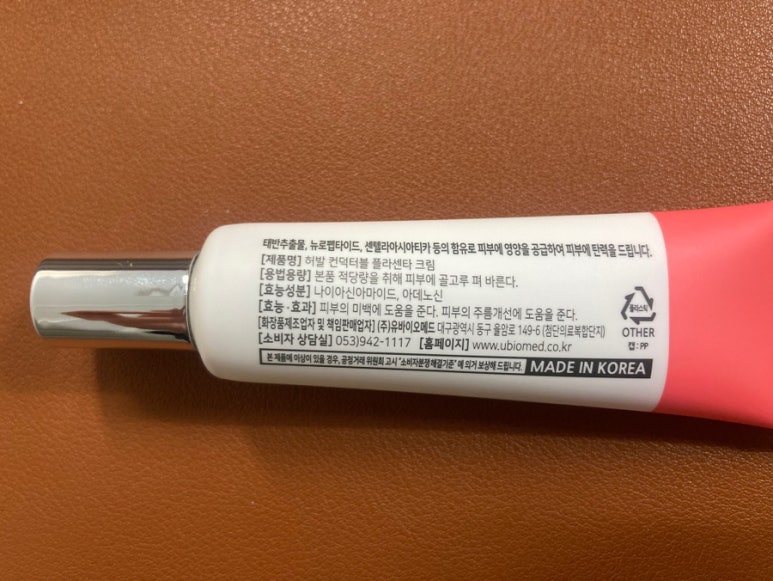 태반추출물, 뉴로펩타이드, 센텔라아시아티카 등의 함유로 피부에 영양을 공급하여 피부에 탄력을 드립니다.
[제품명] 허발 컨덕터블 플라센타 크림
[용법용량] 본품 적당량을 취해 피부에 골고루 펴 바른다.
[효능성분] 나이아신아마이드, 아데노신
[효능·효과] 피부의 미백에 도움을 준다. 피부의 주름개선에 도움을 준다.
[화장품제조업자 및 책임판매업자] (주)유바이오메드 대구광역시 동구 율암로 149-6 (첨단의료복합단지)
[소비자 상담실] 053)942-1117 [홈페이지] www.ubiomed.co.kr
본 제품에 이상이 있을 경우, 공정거래 위원회 고시 "소비자분쟁해결기준"에 의거 보상해 드립니다. MADE IN KOREA
플라스틱
OTHER
캡 : PP